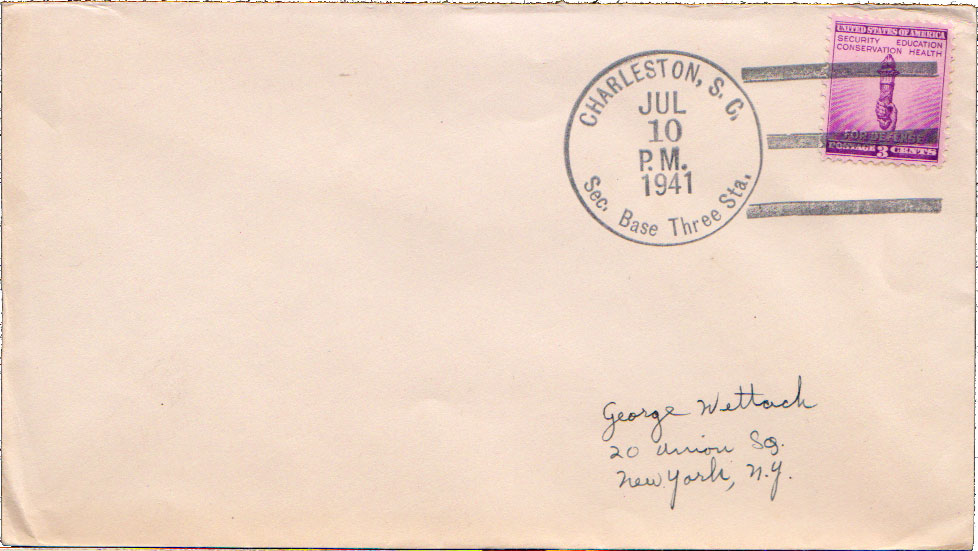 UNITED STATES OF AMERICA
SECURITY EDUCATION
CONSERVATION HEALTH
FOR DEFENSE
POSTAGE 3 CENTS
CHARLESTON, S. C.
JUL
10
P.M.
1941
Sec. Base Three Sta.
George Wettach
20 Union Sq.
New York, N.Y.